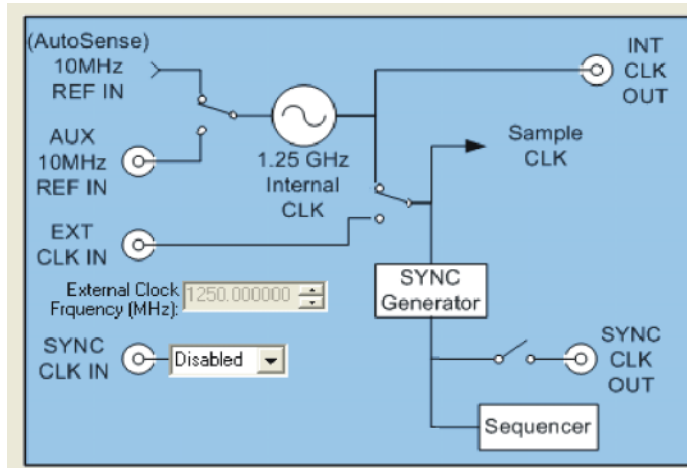 (AutoSense)
10MHz
REF IN
AUX
10MHz
REF IN
EXT
CLK IN
External Clock
Frquency (MHz):
1250.000000
SYNC
CLK IN
Disabled
1.25 GHz
Internal
CLK
INT
CLK
OUT
Sample
CLK
SYNC
Generator
SYNC
CLK
OUT
Sequencer